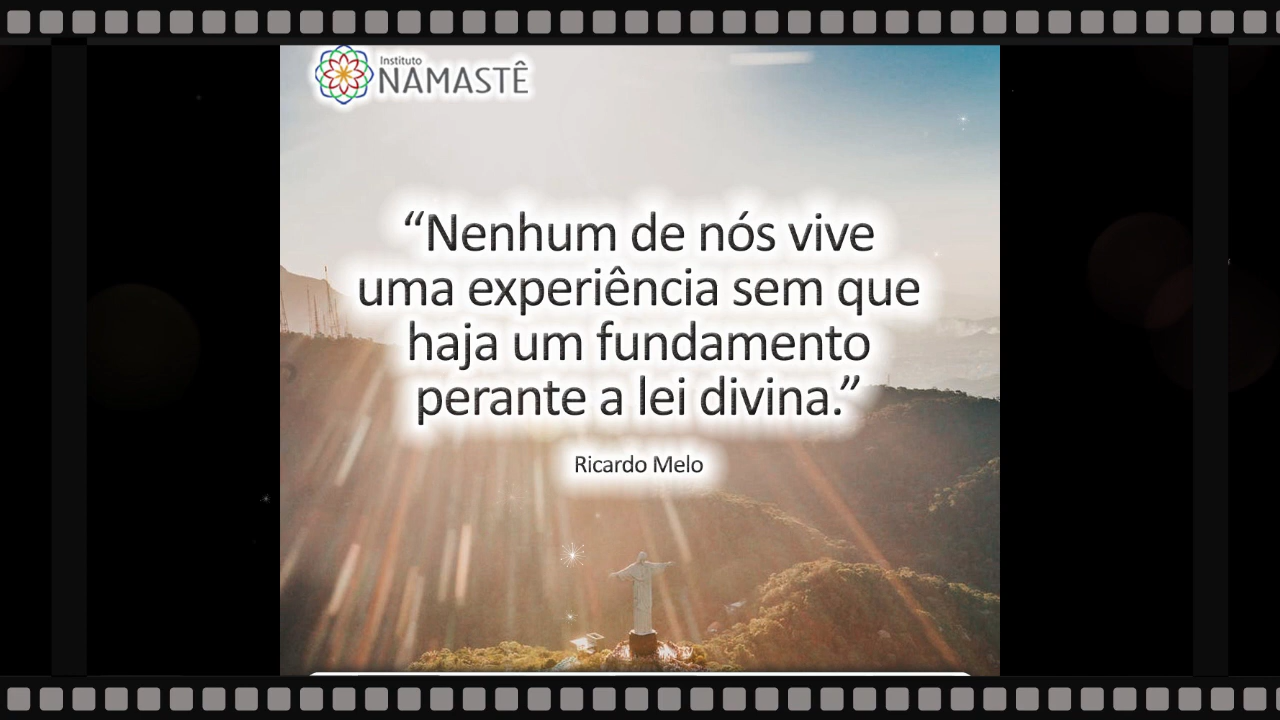 Instituto
NAMASTÊ
“Nenhum de nós vive
uma experiência sem que
haja um fundamento
perante a lei divina.”
Ricardo Melo